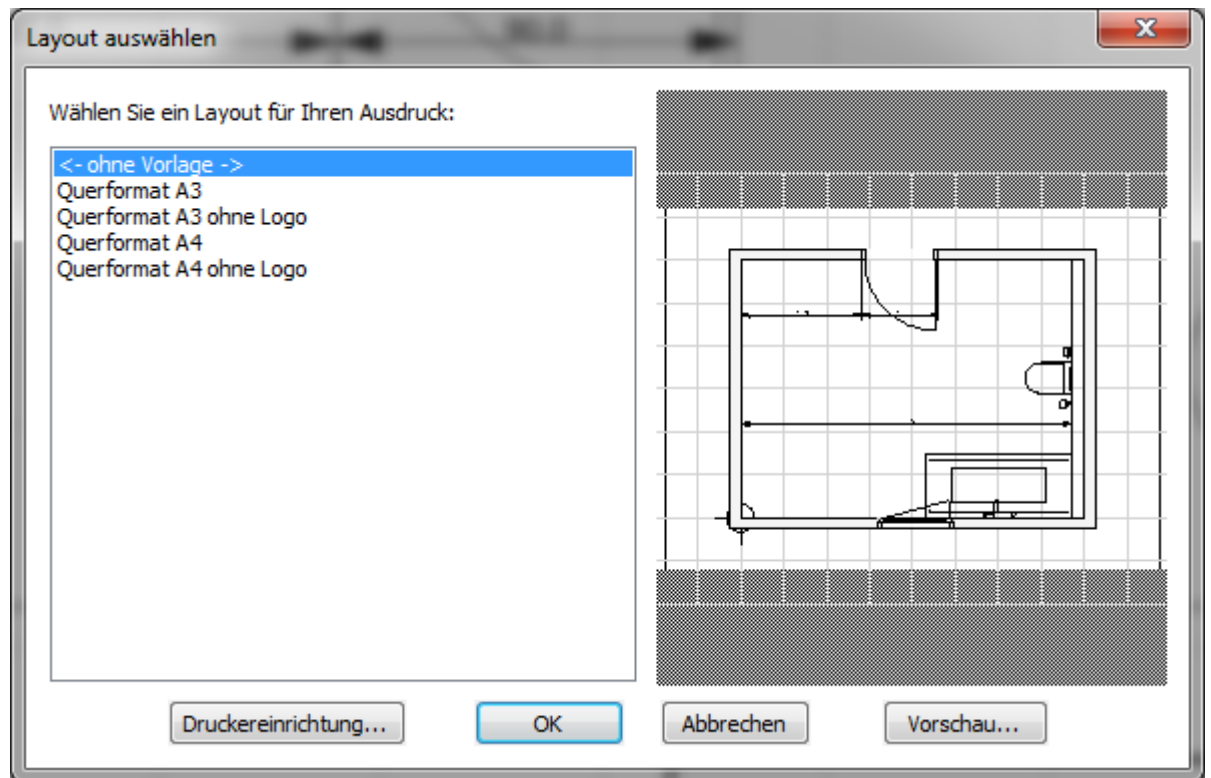 Layout auswählen
Wählen Sie ein Layout für Ihren Ausdruck:
<- ohne Vorlage ->
Querformat A3
Querformat A3 ohne Logo
Querformat A4
Querformat A4 ohne Logo
Druckereinrichtung...
OK
Abbrechen
Vorschau...